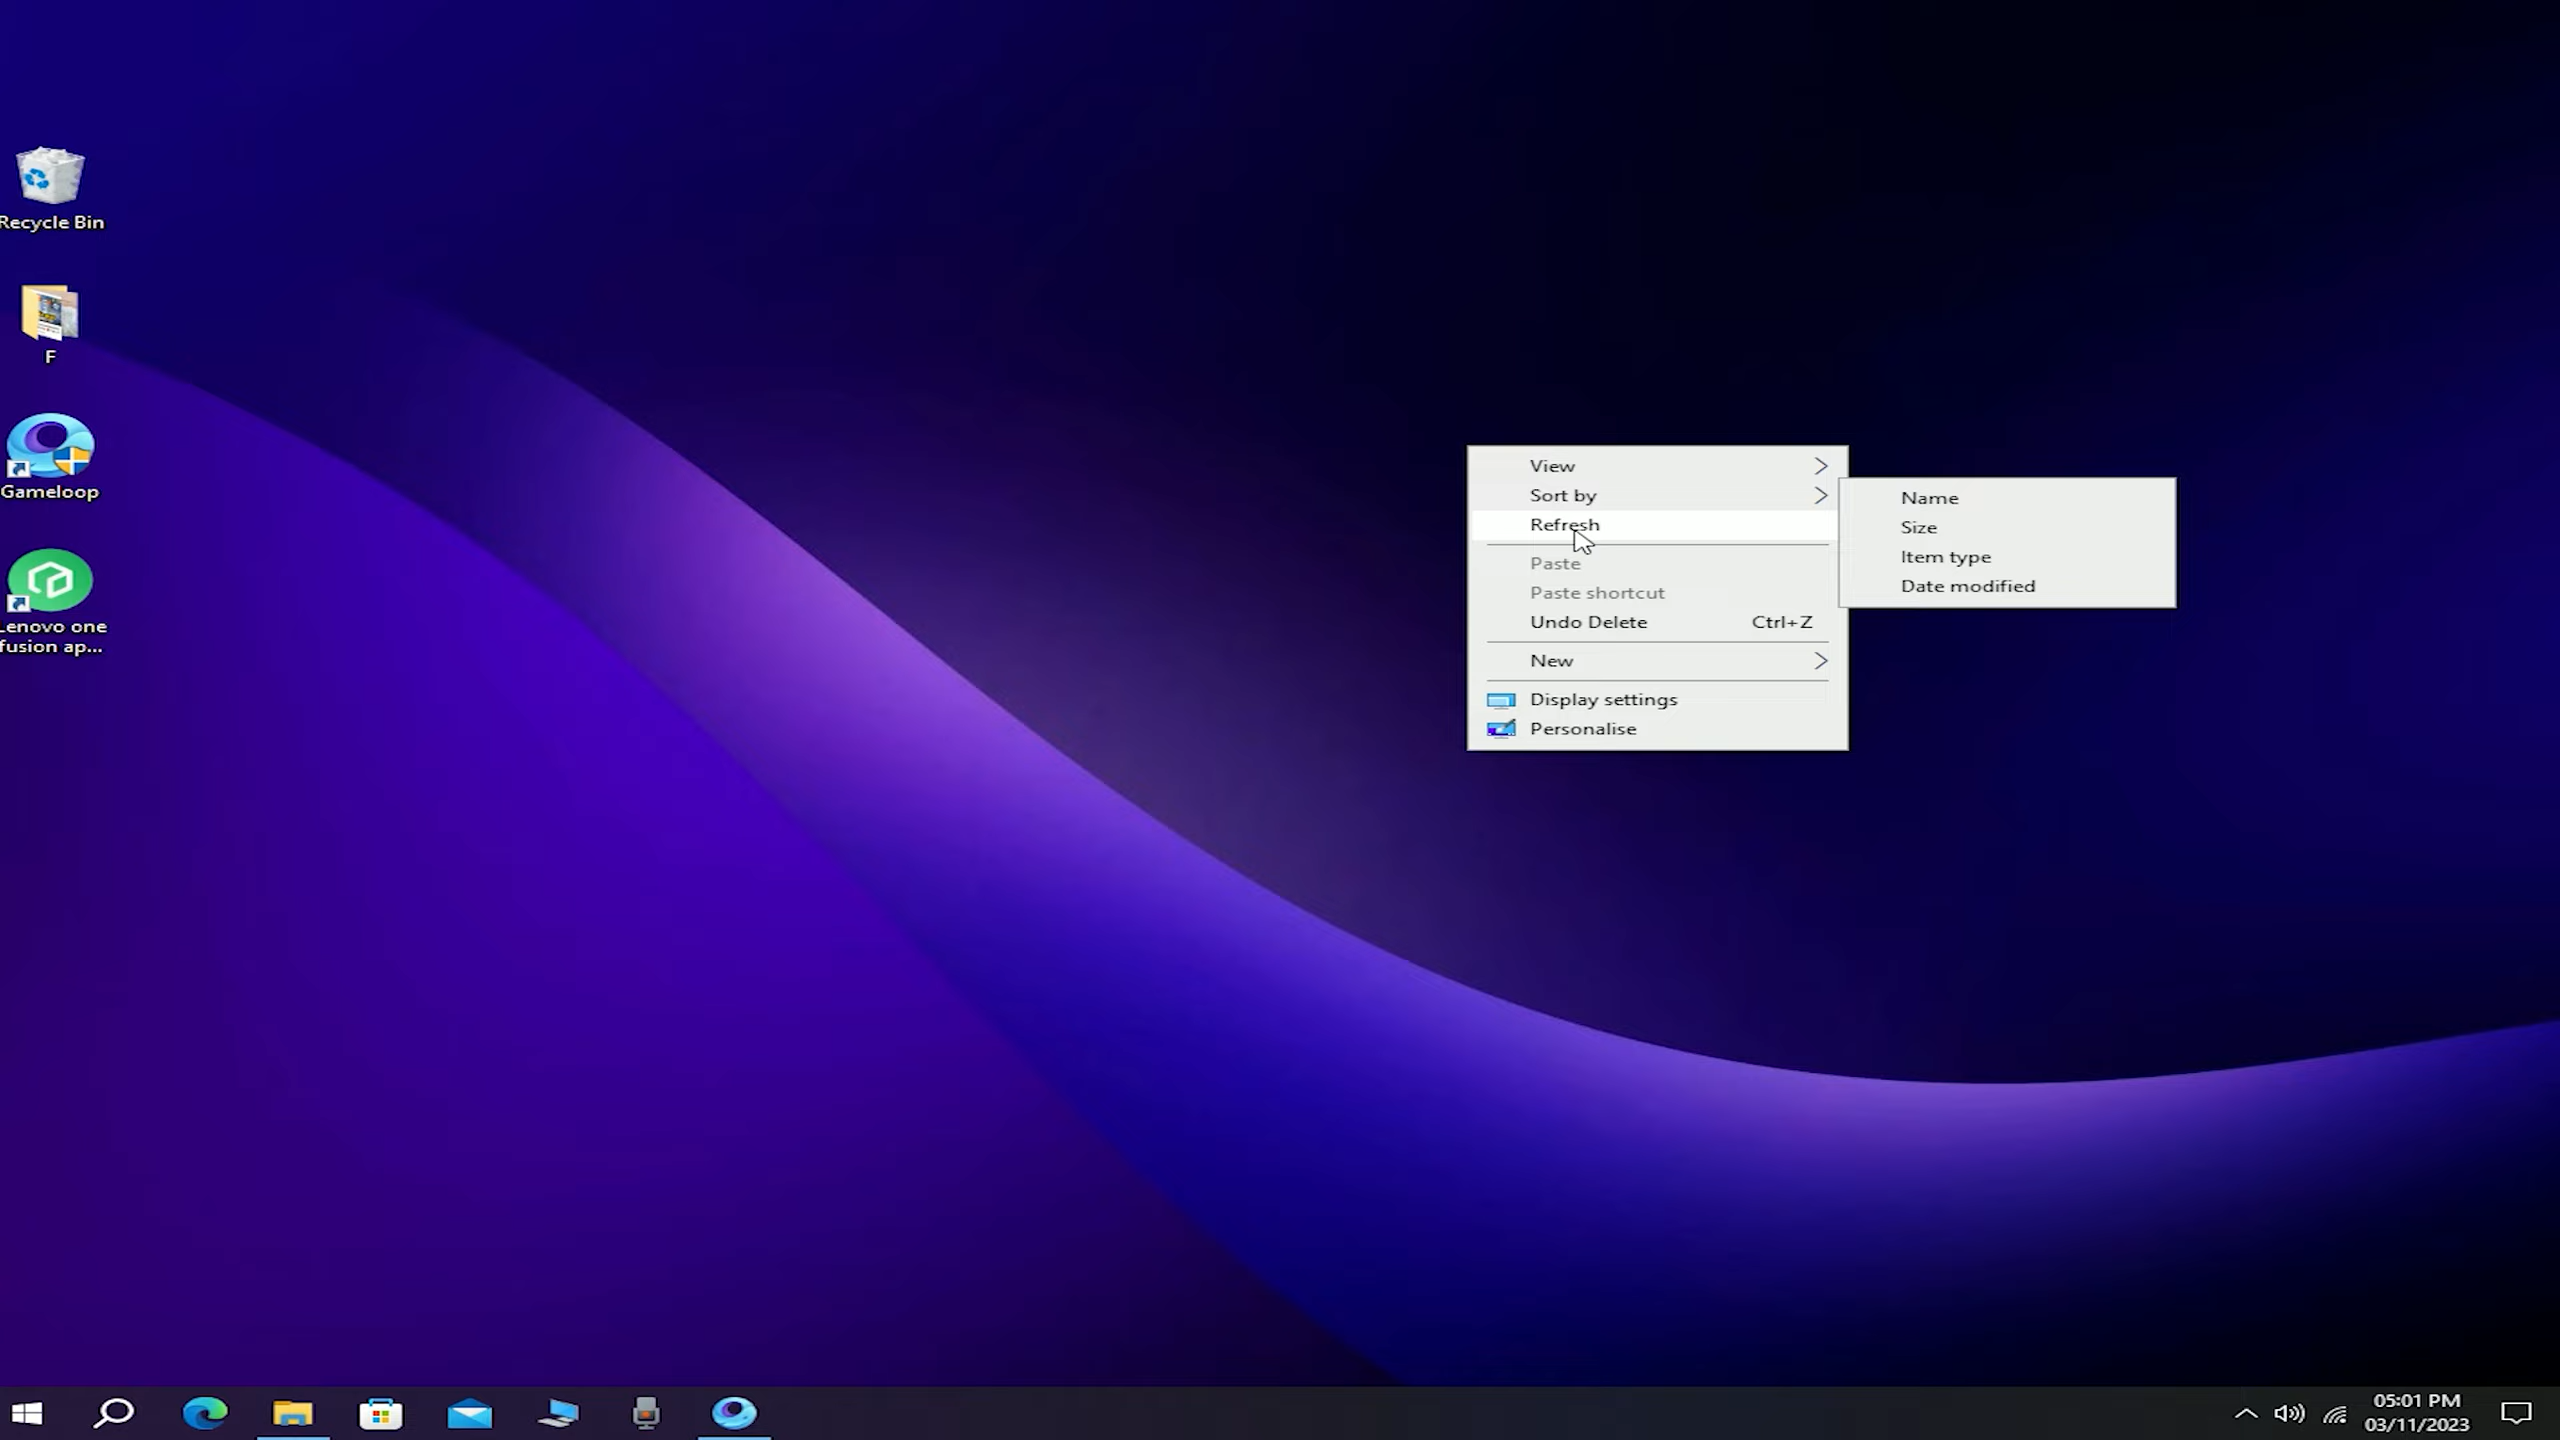 Recycle Bin
F
Gameloop
Lenovo one
fusion ap...
View
Sort by
Refresh
Paste
Paste shortcut
Undo Delete Ctrl+Z
New
Display settings
Personalise
Name
Size
Item type
Date modified
05:01 PM
03/11/2023